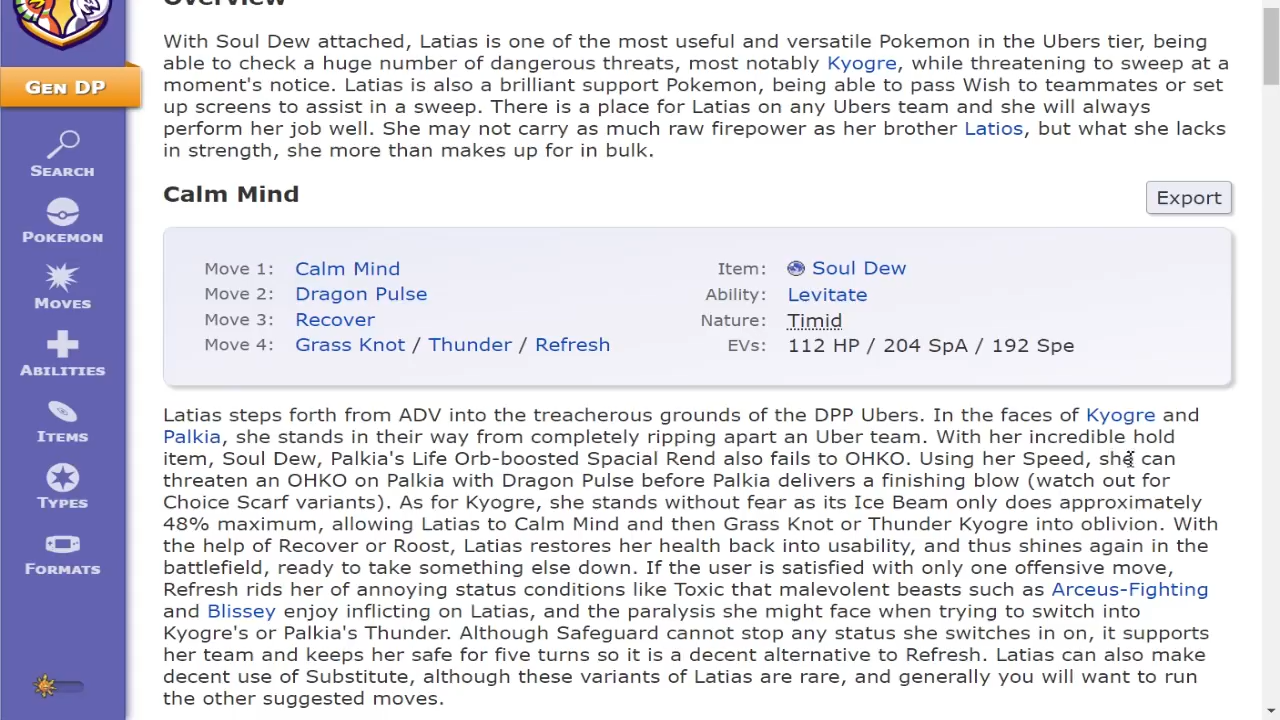 Overview
With Soul Dew attached, Latias is one of the most useful and versatile Pokemon in the Ubers tier, being
able to check a huge number of dangerous threats, most notably Kyogre, while threatening to sweep at a
moment's notice. Latias is also a brilliant support Pokemon, being able to pass Wish to teammates or set
up screens to assist in a sweep. There is a place for Latias on any Ubers team and she will always
perform her job well. She may not carry as much raw firepower as her brother Latios, but what she lacks
in strength, she more than makes up for in bulk.
Gen DP
Search
Pokemon
Moves
Abilities
Items
Types
Formats
Calm Mind
Export
Move 1: Calm Mind
Move 2: Dragon Pulse
Move 3: Recover
Move 4: Grass Knot / Thunder / Refresh
Item: Soul Dew
Ability: Levitate
Nature: Timid
EVs: 112 HP / 204 SpA / 192 Spe
Latias steps forth from ADV into the treacherous grounds of the DPP Ubers. In the faces of Kyogre and
Palkia, she stands in their way from completely ripping apart an Uber team. With her incredible hold
item, Soul Dew, Palkia's Life Orb-boosted Spacial Rend also fails to OHKO. Using her Speed, she can
threaten an OHKO on Palkia with Dragon Pulse before Palkia delivers a finishing blow (watch out for
Choice Scarf variants). As for Kyogre, she stands without fear as its Ice Beam only does approximately
48% maximum, allowing Latias to Calm Mind and then Grass Knot or Thunder Kyogre into oblivion. With
the help of Recover or Roost, Latias restores her health back into usability, and thus shines again in the
battlefield, ready to take something else down. If the user is satisfied with only one offensive move,
Refresh rids her of annoying status conditions like Toxic that malevolent beasts such as Arceus-Fighting
and Blissey enjoy inflicting on Latias, and the paralysis she might face when trying to switch into
Kyogre's or Palkia's Thunder. Although Safeguard cannot stop any status she switches in on, it supports
her team and keeps her safe for five turns so it is a decent alternative to Refresh. Latias can also make
decent use of Substitute, although these variants of Latias are rare, and generally you will want to run
the other suggested moves.